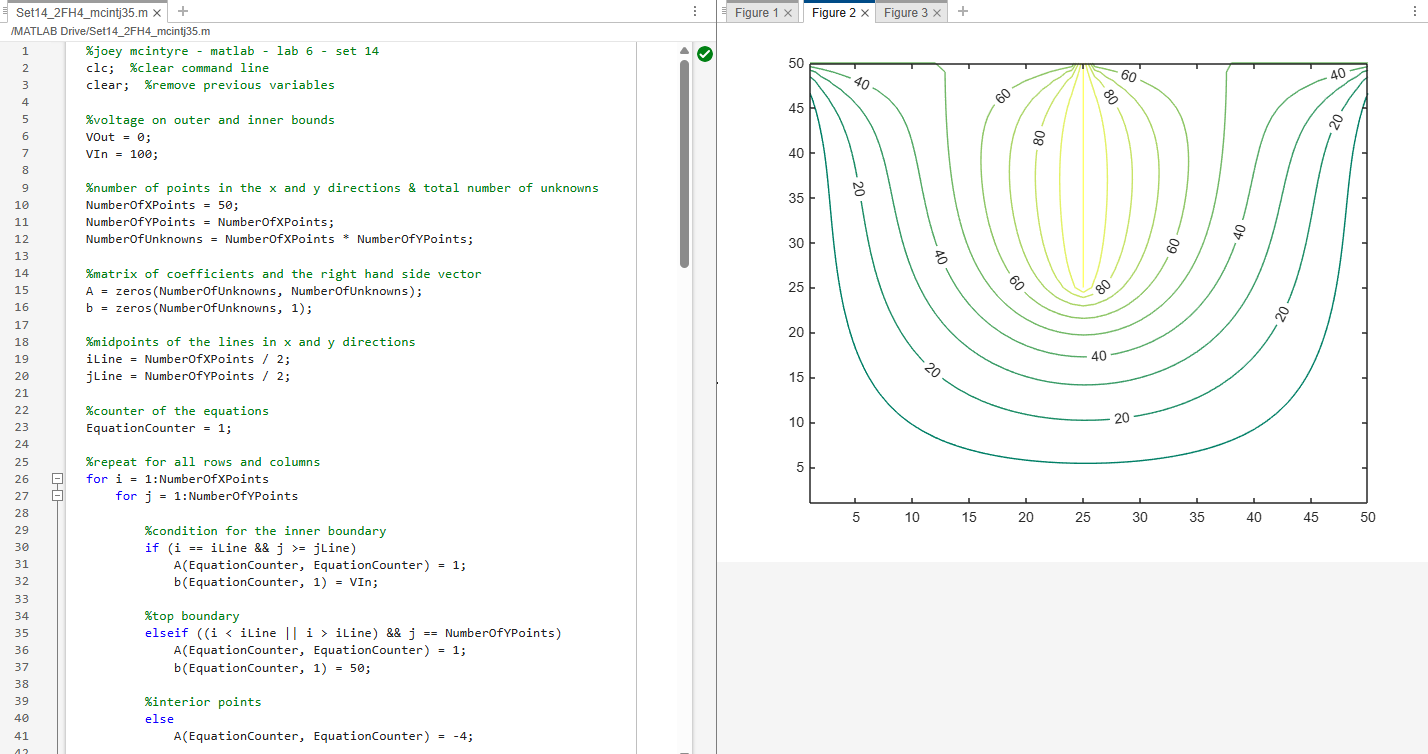 Set14_2FH4_mcintj35.m × +
/MATLAB Drive/Set14_2FH4_mcintj35.m
1 %joey mcintyre - matlab - lab 6 - set 14
2 clc; %clear command line
3 clear; %remove previous variables
4
5 %voltage on outer and inner bounds
6 VOut = 0;
7 VIn = 100;
8
9 %number of points in the x and y directions & total number of unknowns
10 NumberOfXPoints = 50;
11 NumberOfYPoints = NumberOfXPoints;
12 NumberOfUnknowns = NumberOfXPoints * NumberOfYPoints;
13
14 %matrix of coefficients and the right hand side vector
15 A = zeros(NumberOfUnknowns, NumberOfUnknowns);
16 b = zeros(NumberOfUnknowns, 1);
17
18 %midpoints of the lines in x and y directions
19 iLine = NumberOfXPoints / 2;
20 jLine = NumberOfYPoints / 2;
21
22 %counter of the equations
23 EquationCounter = 1;
24
25 %repeat for all rows and columns
26 for i = 1:NumberOfXPoints
27 for j = 1:NumberOfYPoints
28
29 %condition for the inner boundary
30 if (i == iLine && j >= jLine)
31 A(EquationCounter, EquationCounter) = 1;
32 b(EquationCounter, 1) = VIn;
33
34 %top boundary
35 elseif ((i < iLine || i > iLine) && j == NumberOfYPoints)
36 A(EquationCounter, EquationCounter) = 1;
37 b(EquationCounter, 1) = 50;
38
39 %interior points
40 else
41 A(EquationCounter, EquationCounter) = -4;
42
Figure 1 × Figure 2 × Figure 3 × +
50
45
40
35
30
25
20
15
10
5
5 10 15 20 25 30 35 40 45 50
40
60
60
80
40
20
80
20
40
60
40
60
80
20
40
20
20